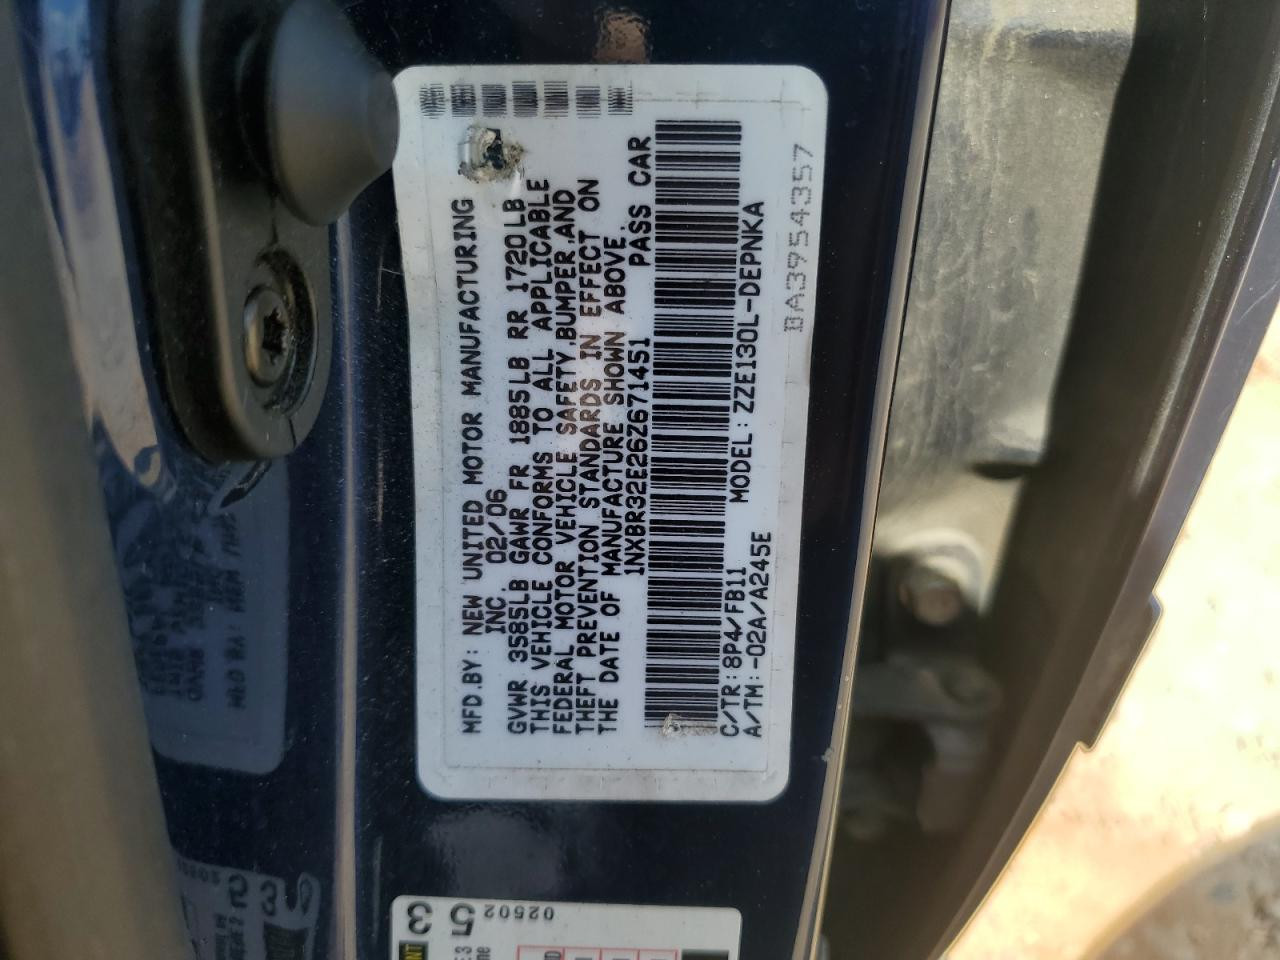 MFD.BY: NEW UNITED MOTOR MANUFACTURING
INC. 02/06
GVWR 3585LB GAWR FR 1885LB RR 1720LB
THIS VEHICLE CONFORMS TO ALL APPLICABLE
FEDERAL MOTOR VEHICLE SAFETY,BUMPER,AND
THEFT PREVENTION STANDARDS IN EFFECT ON
THE DATE OF MANUFACTURE SHOWN ABOVE.
1NXBR32E26Z671451 PASS CAR
C/TR:8P4/FB11 MODEL:ZZE130L-DEPNKA
A/TM:-02A/A245E
BA3954357
02502